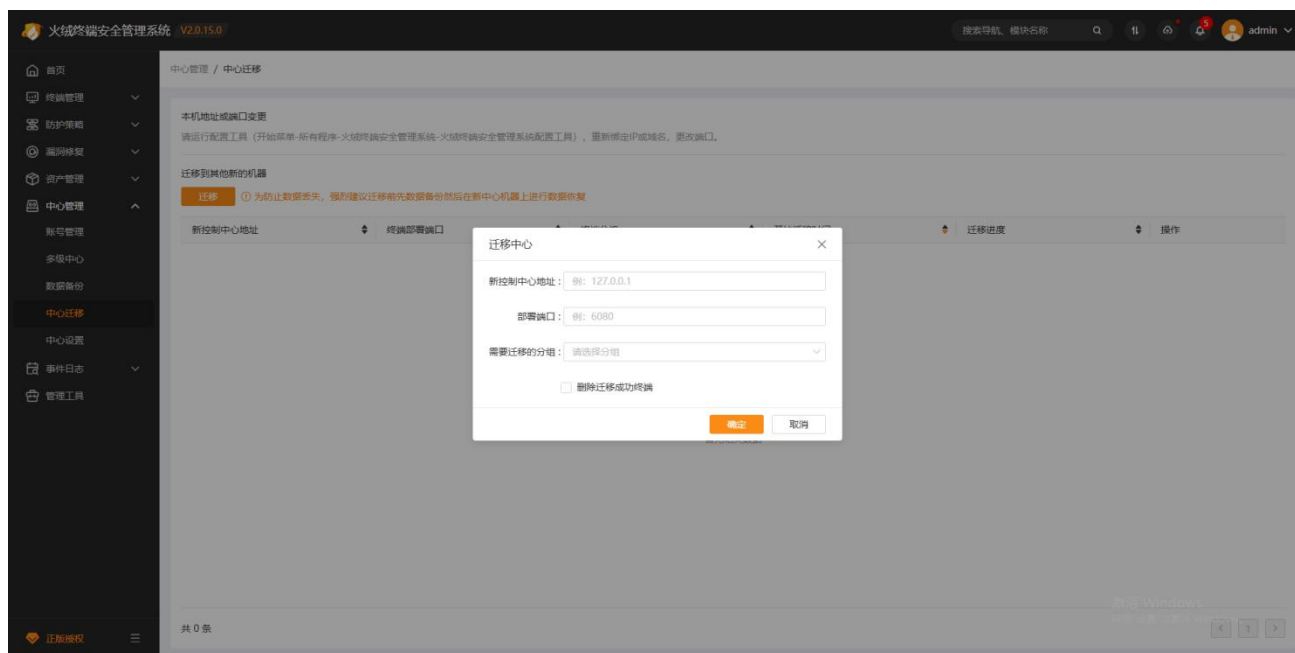 火绒终端安全管理系统 V2.0.15.0
搜索导航、模块名称
5
admin
首页
终端管理
防护策略
漏洞修复
资产管理
中心管理
账号管理
多级中心
数据备份
中心迁移
中心设置
事件日志
管理工具
正版授权
中心管理 / 中心迁移
本机地址或端口变更
请运行配置工具（开始菜单-所有程序-火绒终端安全管理系统-火绒终端安全管理系统配置工具），重新绑定IP或域名，更改端口。
迁移到其他新的机器
迁移 为防止数据丢失，强烈建议迁移前先数据备份然后在新中心机器上进行数据恢复
新控制中心地址 终端部署端口 迁移进度 操作
迁移中心
新控制中心地址： 例：127.0.0.1
部署端口： 例：6080
需要迁移的分组： 请选择分组
删除迁移成功终端
确定 取消
共 0 条
1
激活 Windows